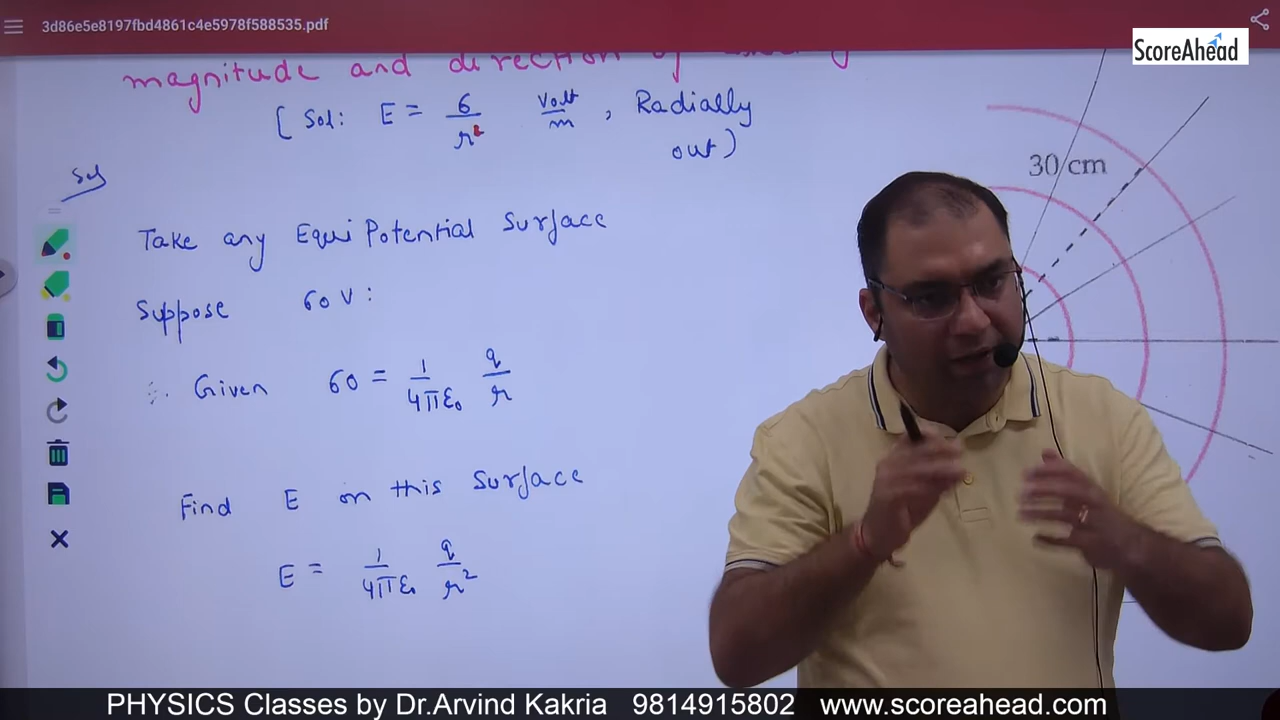 3d86e5e8197fbd4861c4e5978f588535.pdf
ScoreAhead
magnitude and direction of
[ Sol: E = 6/r² Volt/m , Radially
out)
30 cm
Sol
Take any Equi Potential Surface
Suppose 60 V:
∴ Given 60 = 1/4πε₀ q/r
Find E on this surface
E = 1/4πε₀ q/r²
PHYSICS Classes by Dr.Arvind Kakria 9814915802 www.scoreahead.com